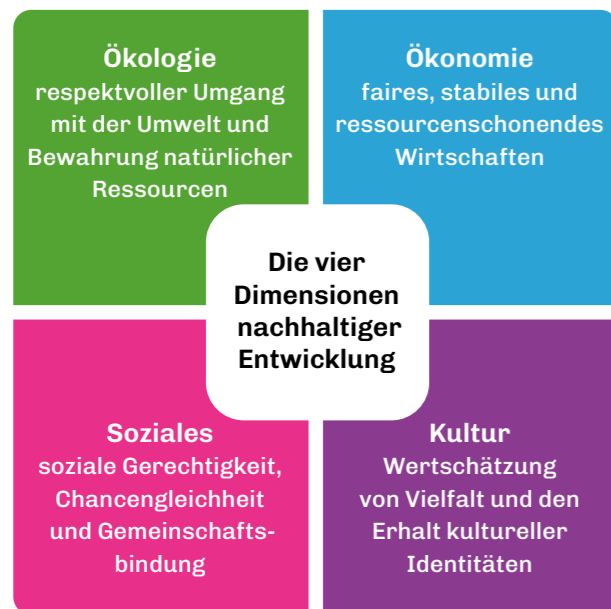 Ökologie
respektvoller Umgang
mit der Umwelt und
Bewahrung natürlicher
Ressourcen
Ökonomie
faires, stabiles und
ressourcenschonendes
Wirtschaften
Die vier
Dimensionen
nachhaltiger
Entwicklung
Soziales
soziale Gerechtigkeit,
Chancengleichheit
und Gemeinschafts-
bindung
Kultur
Wertschätzung
von Vielfalt und den
Erhalt kultureller
Identitäten